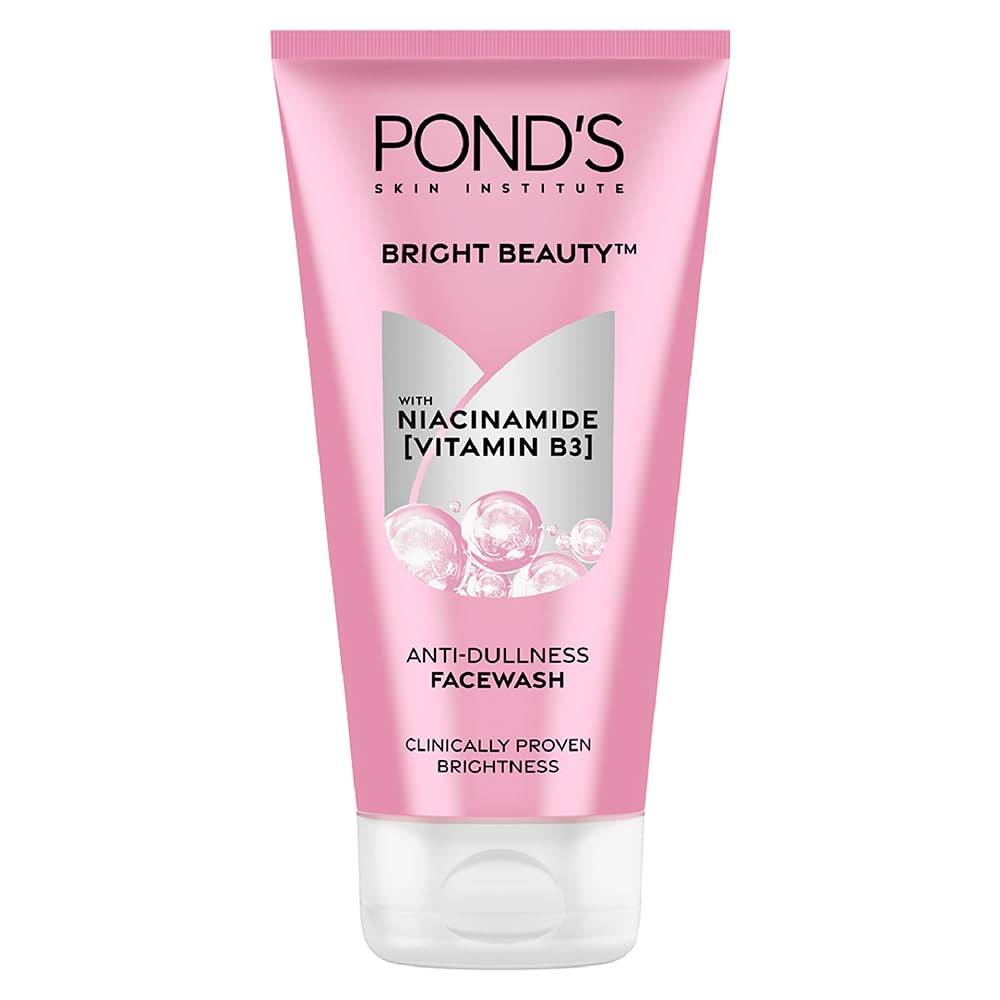 POND'S
SKIN INSTITUTE
BRIGHT BEAUTY™
WITH
NIACINAMIDE
[VITAMIN B3]
ANTI-DULLNESS
FACEWASH
CLINICALLY PROVEN
BRIGHTNESS